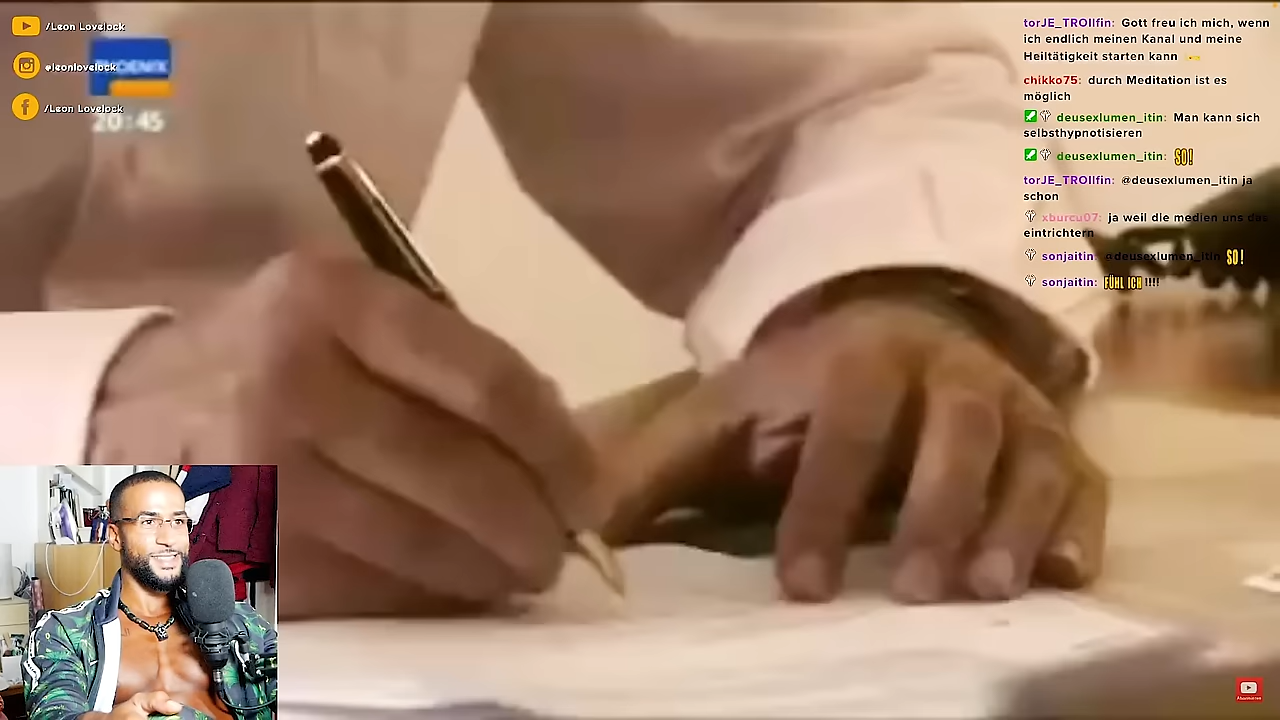 /Leon Lovelock
PHOENIX
@leonlovelock
/Leon Lovelock
20:45
torJE_TROllfin: Gott freu ich mich, wenn
ich endlich meinen Kanal und meine
Heiltätigkeit starten kann
chikko75: durch Meditation ist es
möglich
deusexlumen_itin: Man kann sich
selbsthypnotisieren
deusexlumen_itin: SO!
torJE_TROllfin: @deusexlumen_itin ja
schon
xburcu07: ja weil die medien uns das
eintrichtern
sonjaitin: @deusexlumen_itin SO!
sonjaitin: FÜHL ICH !!!!
Abonnieren